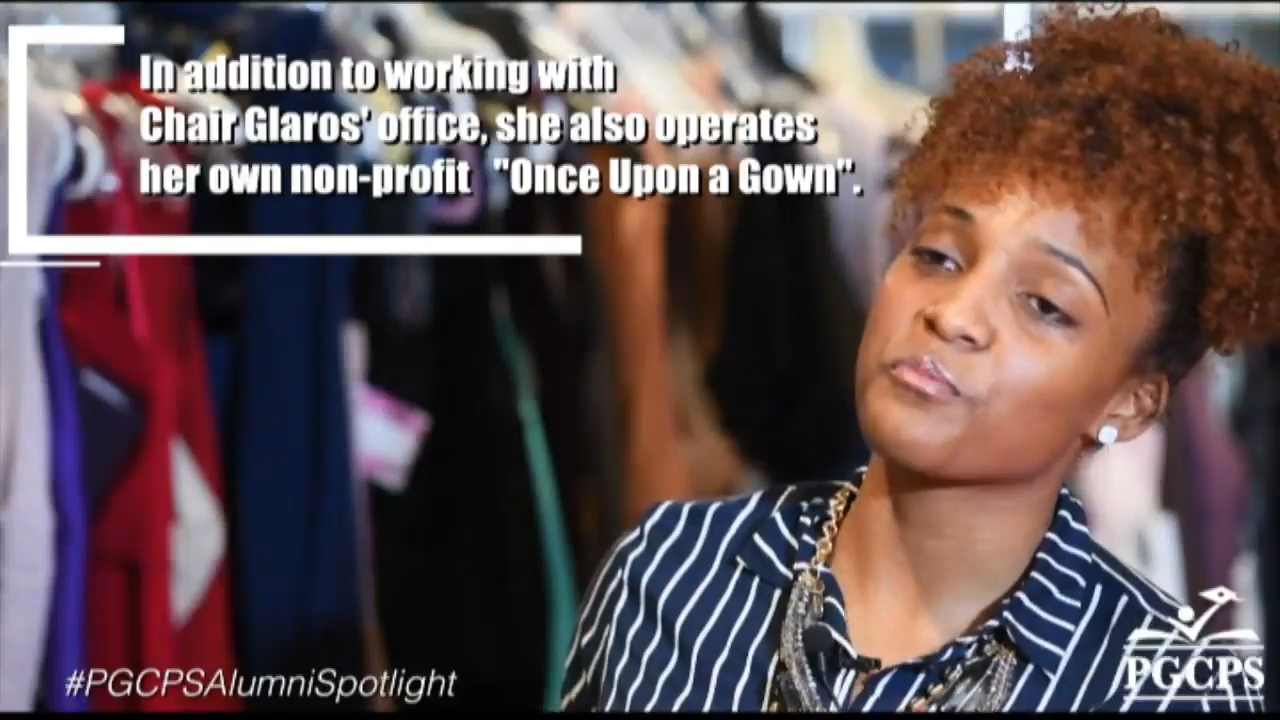 In addition to working with
Chair Glaros' office, she also operates
her own non-profit "Once Upon a Gown".
#PGCPSAlumniSpotlight
PGCPS